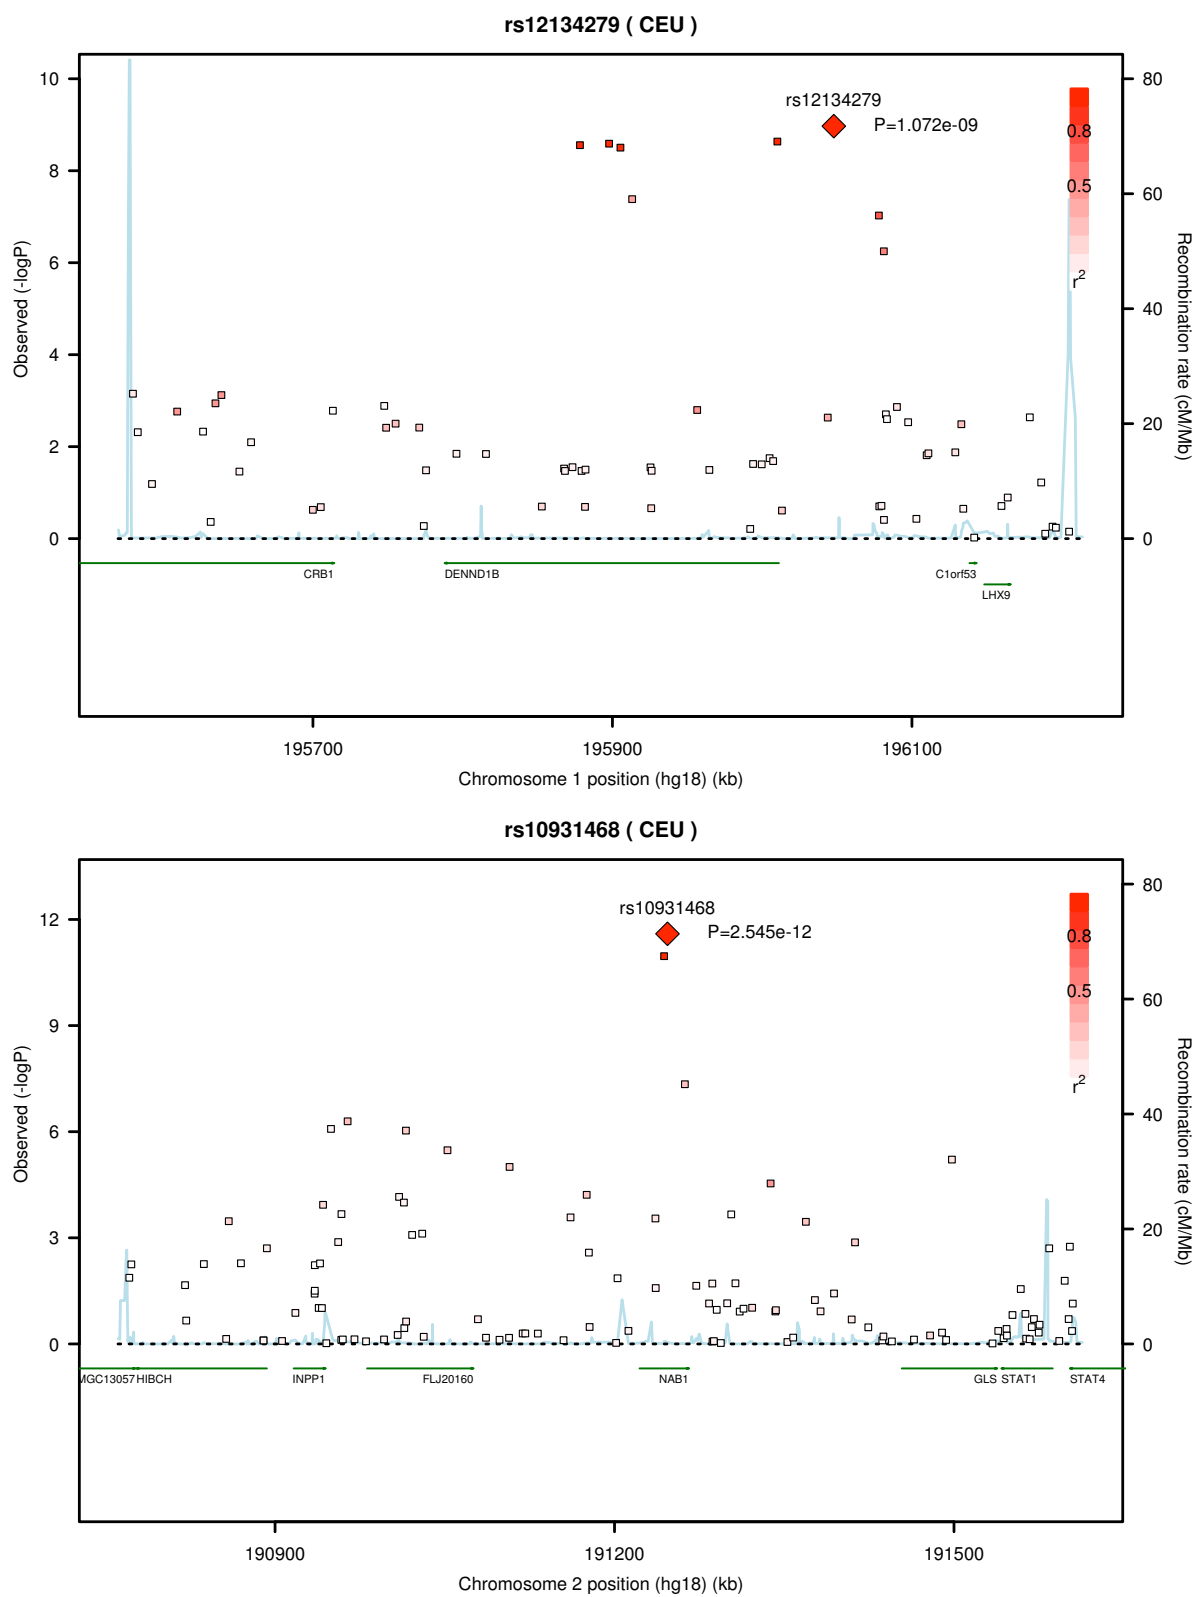 rs12134279 ( CEU )
10
8
6
4
2
0
Observed (-logP)
rs12134279
P=1.072e-09
0.8
0.5
r2
80
60
40
20
0
Recombination rate (cM/Mb)
CRB1
DENND1B
C1orf53
LHX9
195700
195900
196100
Chromosome 1 position (hg18) (kb)
rs10931468 ( CEU )
12
9
6
3
0
Observed (-logP)
rs10931468
P=2.545e-12
0.8
0.5
r2
80
60
40
20
0
Recombination rate (cM/Mb)
MGC13057 HIBCH
INPP1
FLJ20160
NAB1
GLS STAT1
STAT4
190900
191200
191500
Chromosome 2 position (hg18) (kb)